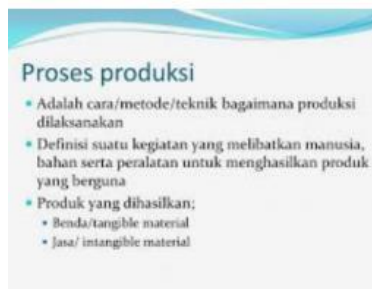 Proses produksi
• Adalah cara/metode/teknik bagaimana produksi
dilaksanakan
• Definisi suatu kegiatan yang melibatkan manusia,
bahan serta peralatan untuk menghasilkan produk
yang berguna
• Produk yang dihasilkan;
• Benda/tangible material
• Jasa/ intangible material